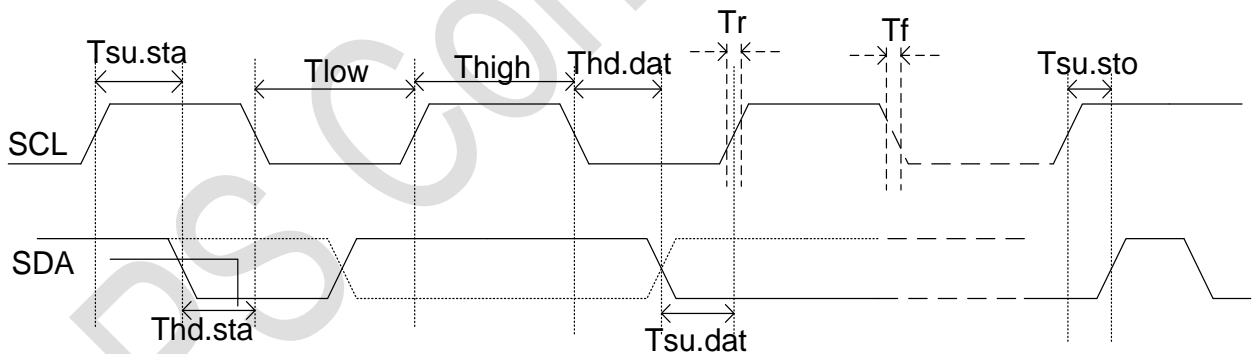 Tr
Tf
Tsu.sta
Tlow
Thigh
Thd.dat
Tsu.sto
SCL
SDA
Thd.sta
Tsu.dat